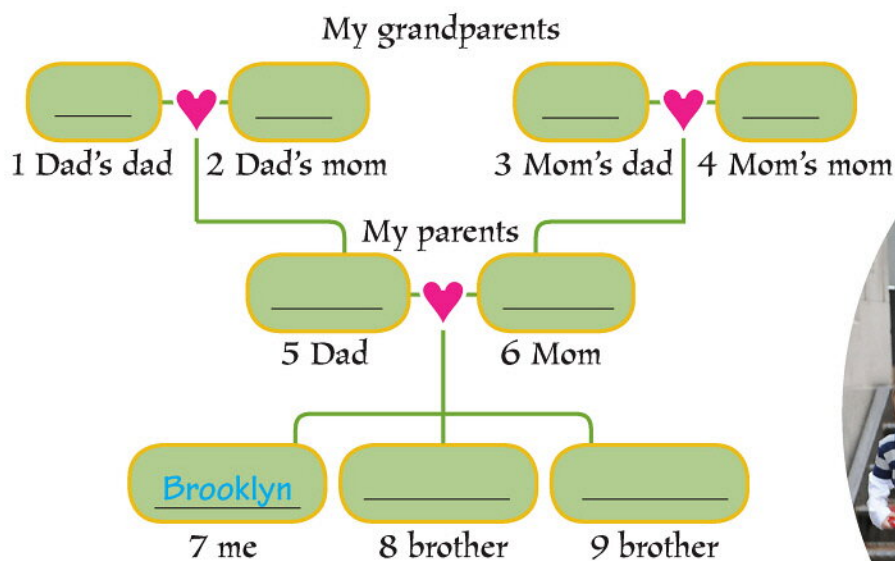 My grandparents
1 Dad's dad
2 Dad's mom
3 Mom's dad
4 Mom's mom
My parents
5 Dad
6 Mom
Brooklyn
7 me
8 brother
9 brother